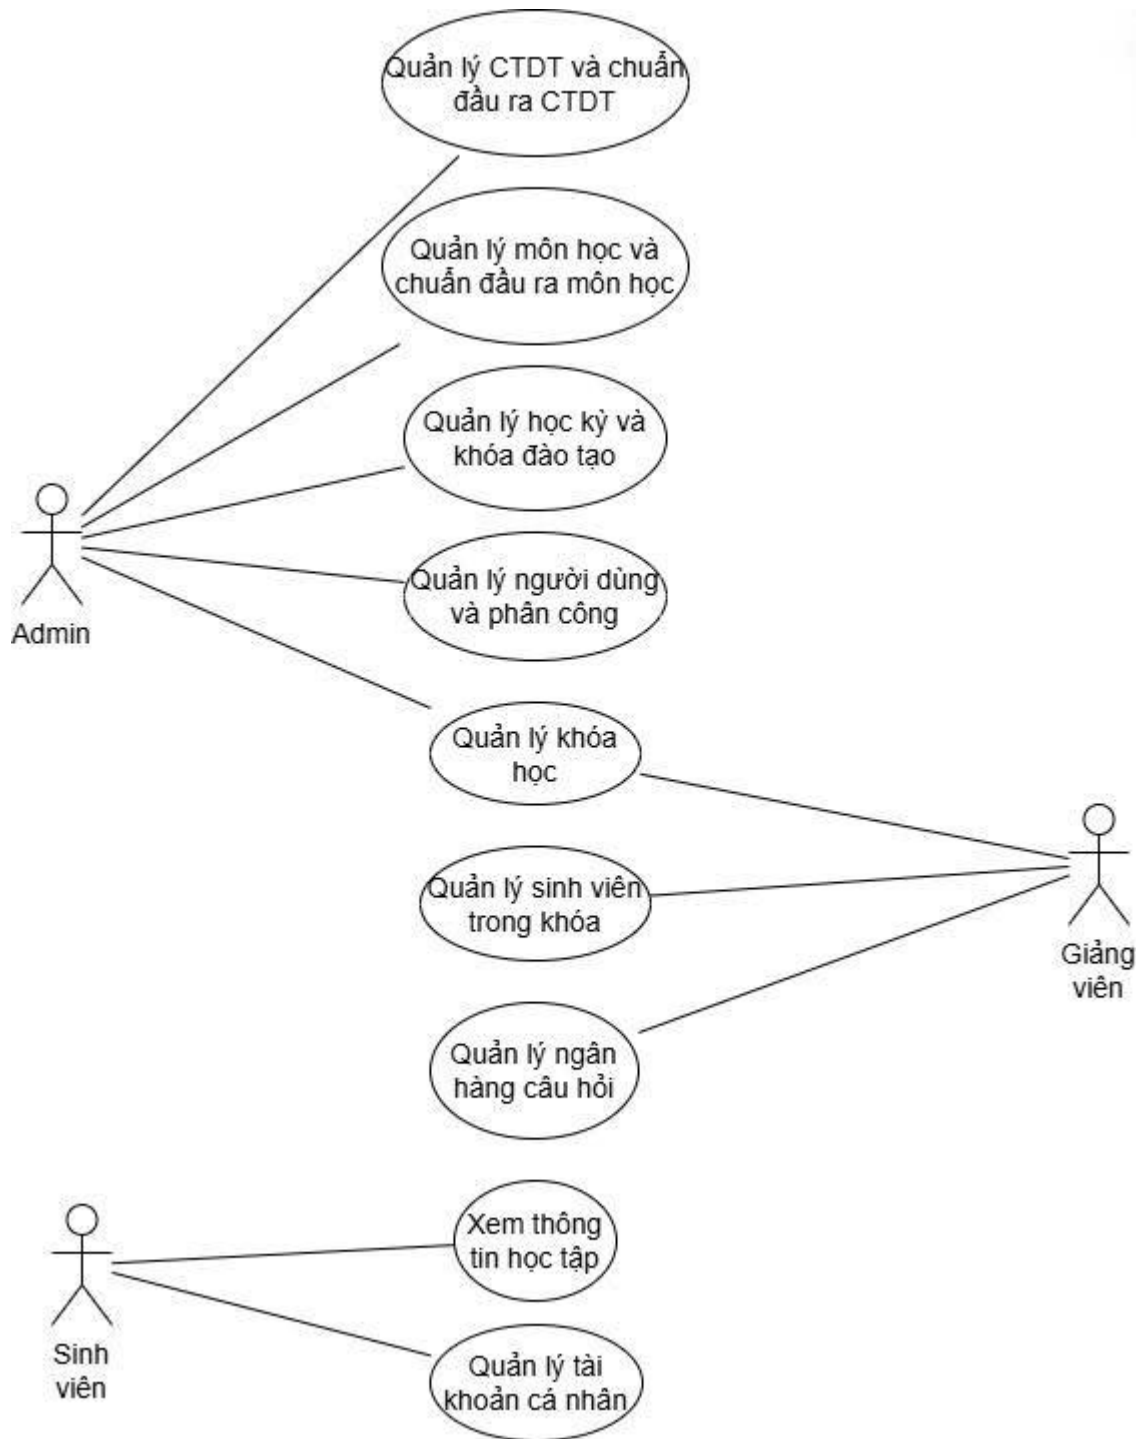 Quản lý CTDT và chuẩn
đầu ra CTDT
Quản lý môn học và
chuẩn đầu ra môn học
Quản lý học kỳ và
khóa đào tạo
Admin
Quản lý người dùng
và phân công
Quản lý khóa
học
Quản lý sinh viên
trong khóa
Giảng
viên
Quản lý ngân
hàng câu hỏi
Xem thông
tin học tập
Sinh
viên
Quản lý tài
khoản cá nhân